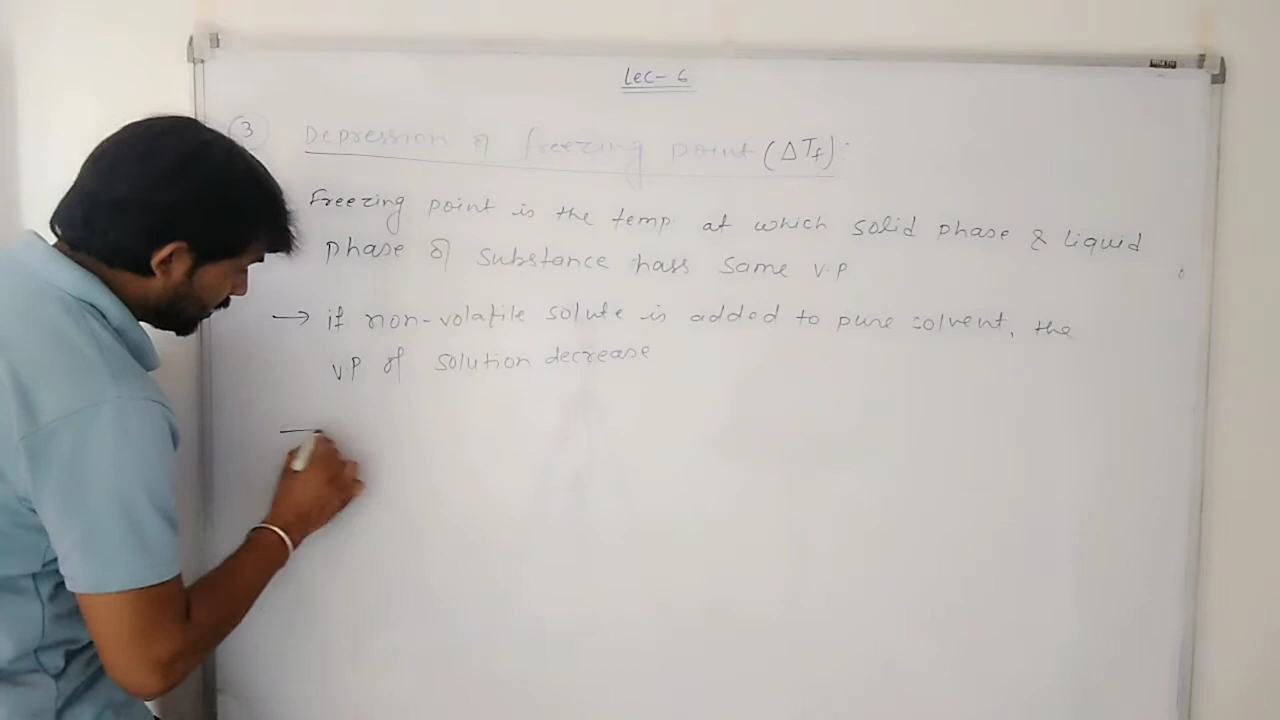 Lec-6
3 Depression of freezing point (ΔTf):
Freezing point is the temp. at which solid phase & liquid
phase of substance hass same v.p
→ if non-volatile solute is added to pure solvent, the
v.p of solution decrease